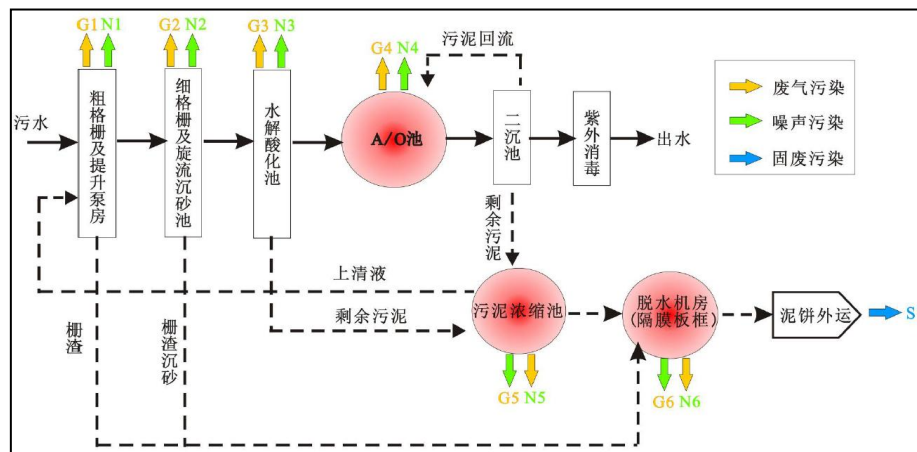 G1 N1
G2 N2
G3 N3
G4 N4
污泥回流
废气污染
噪声污染
固废污染
污水
粗格栅及提升泵房
细格栅及旋流沉砂池
水解酸化池
A/O池
二沉池
紫外消毒
出水
剩余污泥
上清液
剩余污泥
污泥浓缩池
脱水机房
(隔膜板框)
泥饼外运
S
栅渣
栅渣沉砂
G5 N5
G6 N6